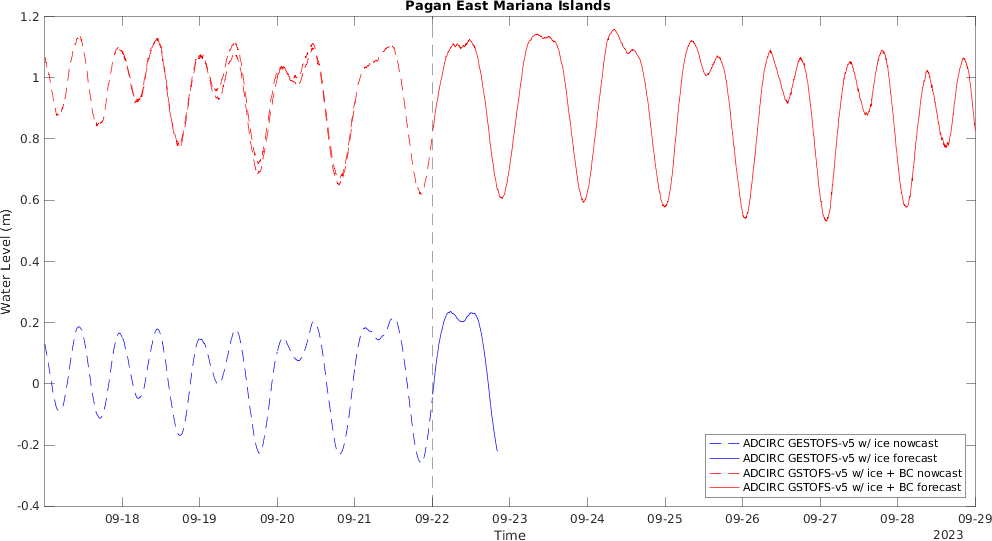 Pagan East Mariana Islands
1.2
1
0.8
0.6
0.4
0.2
0
-0.2
-0.4
Water Level (m)
ADCIRC GESTOFS-v5 w/ ice nowcast
ADCIRC GESTOFS-v5 w/ ice forecast
ADCIRC GSTOFS-v5 w/ ice + BC nowcast
ADCIRC GSTOFS-v5 w/ ice + BC forecast
09-18 09-19 09-20 09-21 09-22 09-23 09-24 09-25 09-26 09-27 09-28 09-29
Time
2023